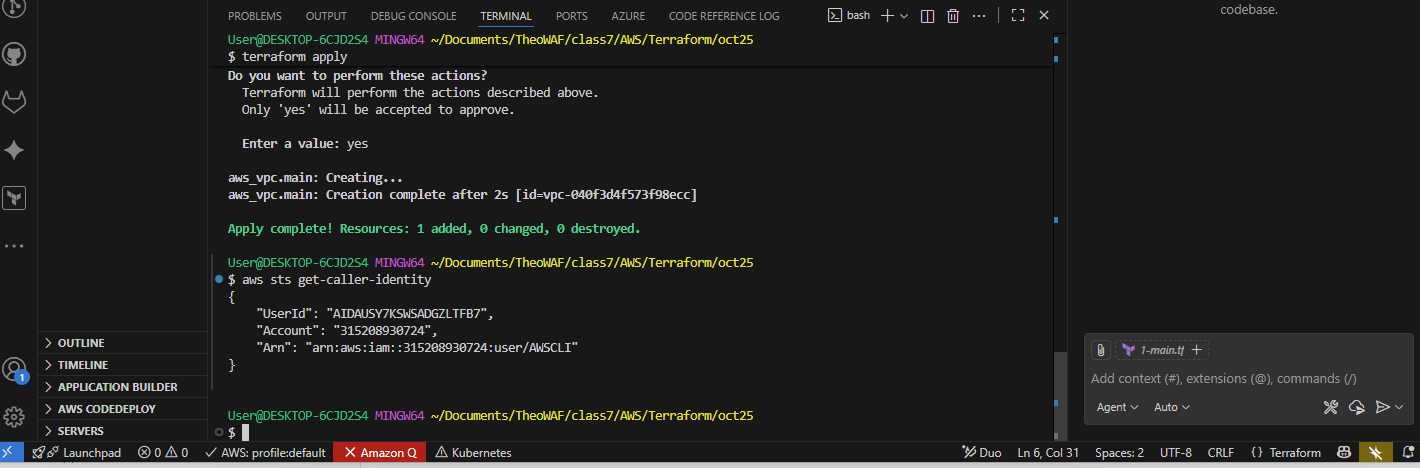 PROBLEMS OUTPUT DEBUG CONSOLE TERMINAL PORTS AZURE CODE REFERENCE LOG bash
codebase.
User@DESKTOP-6CJD2S4 MINGW64 ~/Documents/TheoWAF/class7/AWS/Terraform/oct25
$ terraform apply
Do you want to perform these actions?
Terraform will perform the actions described above.
Only 'yes' will be accepted to approve.
Enter a value: yes
aws_vpc.main: Creating...
aws_vpc.main: Creation complete after 2s [id=vpc-040f3d4f573f98ecc]
Apply complete! Resources: 1 added, 0 changed, 0 destroyed.
User@DESKTOP-6CJD2S4 MINGW64 ~/Documents/TheoWAF/class7/AWS/Terraform/oct25
$ aws sts get-caller-identity
{
"UserId": "AIDAUSY7KSWSADGZLTFB7",
"Account": "315208930724",
"Arn": "arn:aws:iam::315208930724:user/AWSCLI"
}
User@DESKTOP-6CJD2S4 MINGW64 ~/Documents/TheoWAF/class7/AWS/Terraform/oct25
$
OUTLINE
TIMELINE
APPLICATION BUILDER
AWS CODEDEPLOY
SERVERS
1
1-main.tf
Add context (#), extensions (@), commands (/)
Agent Auto
Launchpad 0 0 AWS: profile:default Amazon Q Kubernetes Duo Ln 6, Col 31 Spaces: 2 UTF-8 CRLF {} Terraform